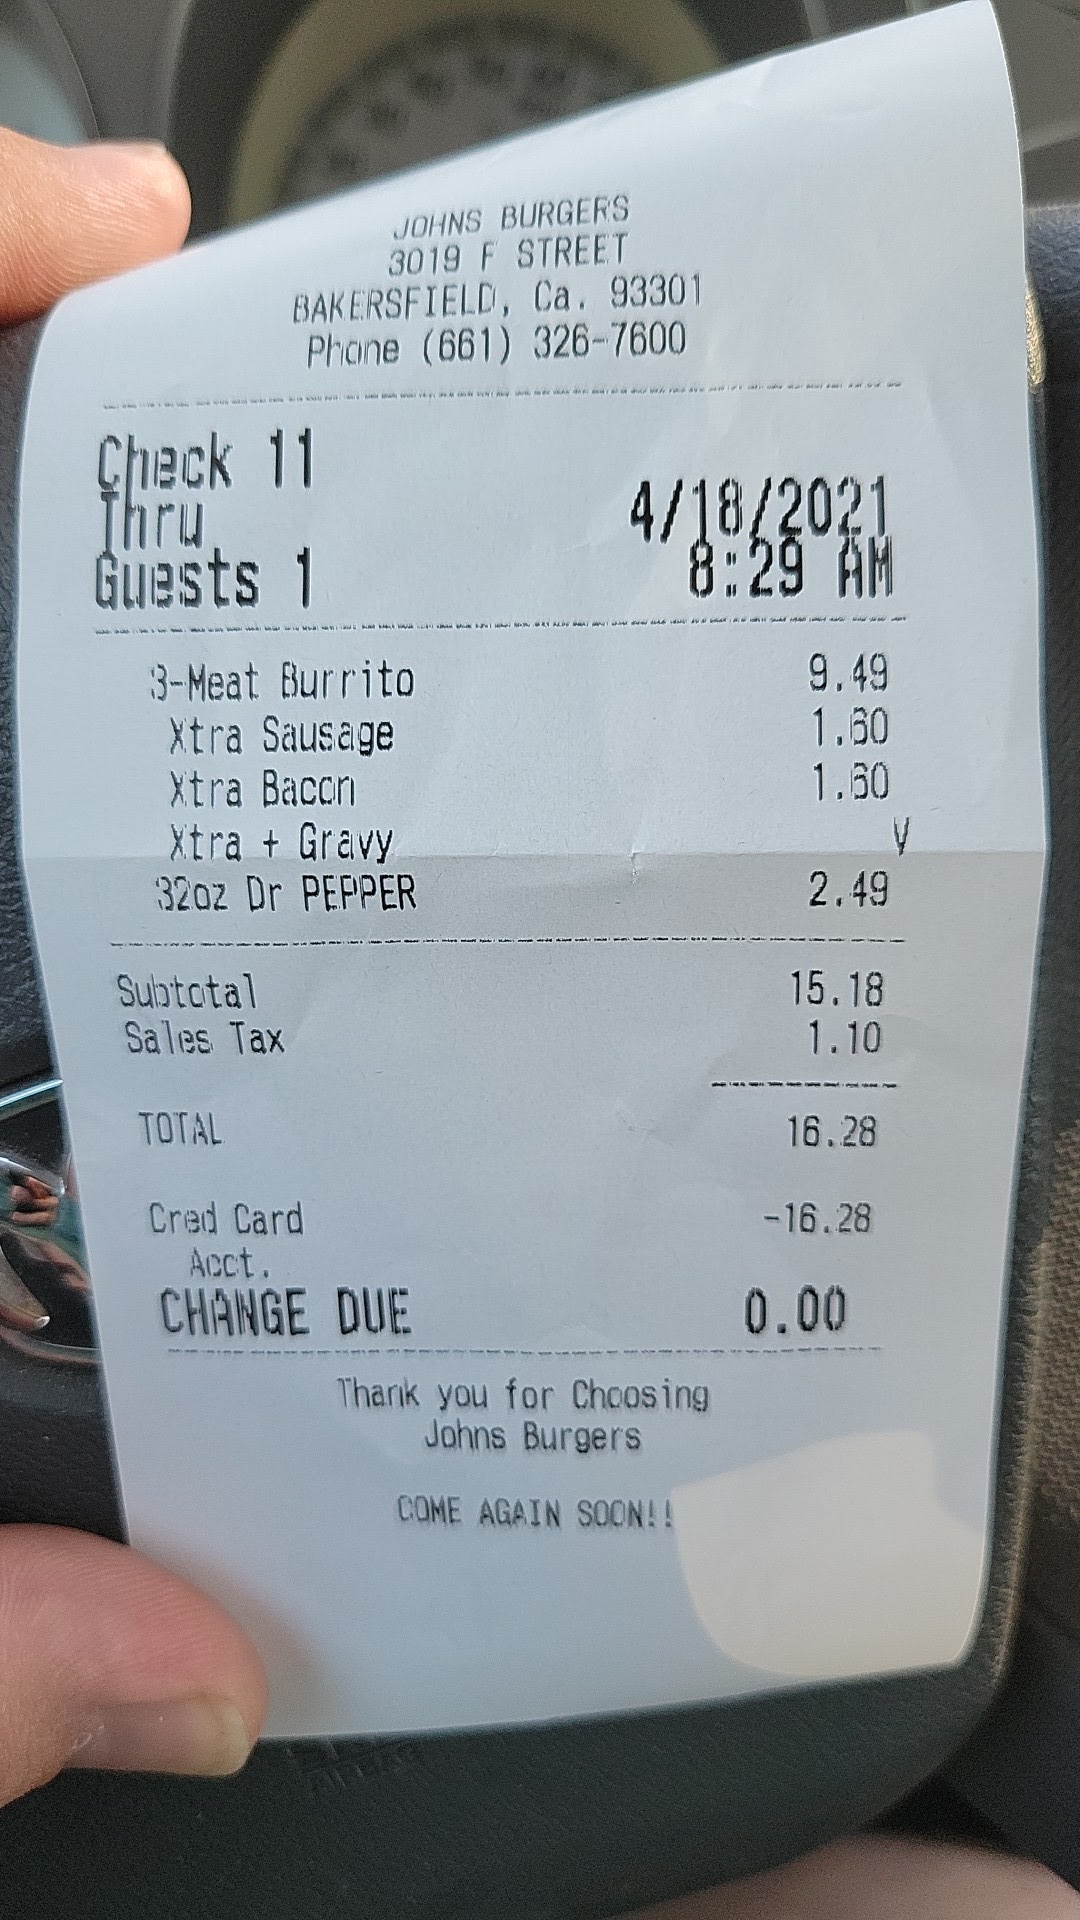 JOHNS BURGERS
3019 F STREET
BAKERSFIELD, Ca. 93301
Phone (661) 326-7600
Check 11
Thru 4/18/2021
Guests 1 8:29 AM
3-Meat Burrito 9.49
Xtra Sausage 1.60
Xtra Bacon 1.60
Xtra + Gravy V
32oz Dr PEPPER 2.49
Subtotal 15.18
Sales Tax 1.10
TOTAL 16.28
Cred Card -16.28
Acct.
CHANGE DUE 0.00
Thank you for Choosing
Johns Burgers
COME AGAIN SOON!!